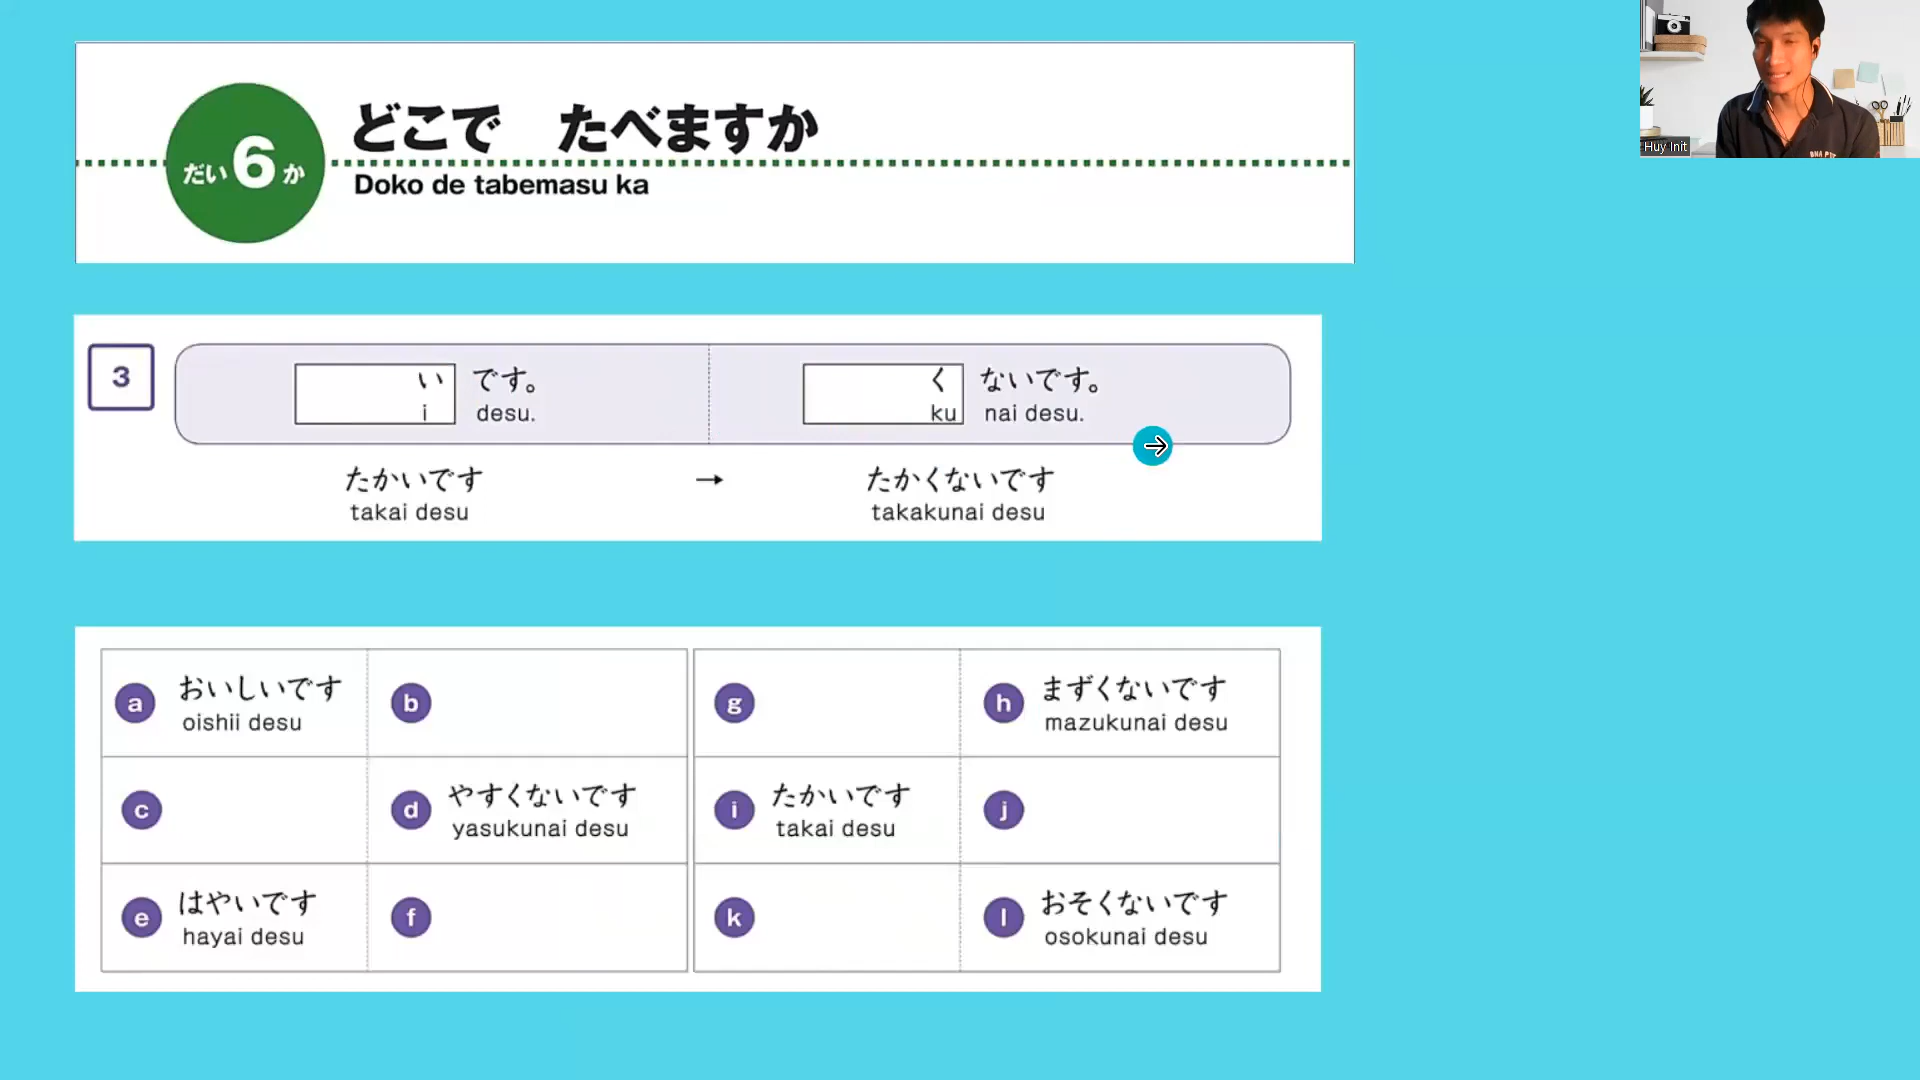 だい6か
どこで たべますか
Doko de tabemasu ka
Huy Init
3
い です。
i desu.
く ないです。
ku nai desu.
たかいです → たかくないです
takai desu takakunai desu
a おいしいです
oishii desu
b
g
h まずくないです
mazukunai desu
c
d やすくないです
yasukunai desu
i たかいです
takai desu
j
e はやいです
hayai desu
f
k
l おそくないです
osokunai desu